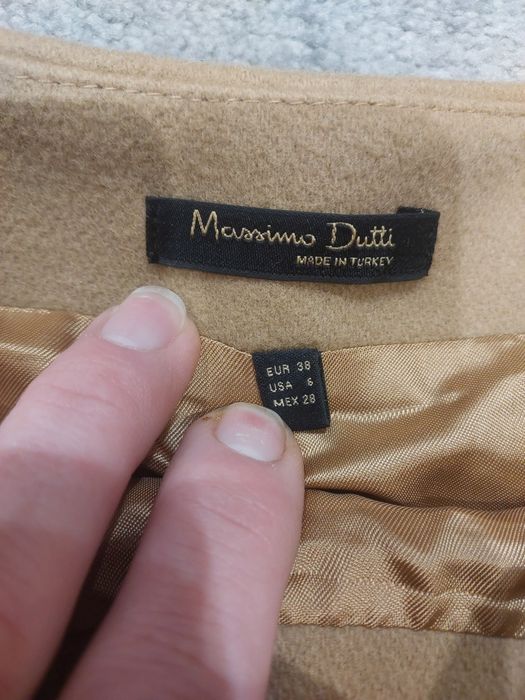 Massimo Dutti
MADE IN TURKEY
EUR 38
USA 6
MEX 28